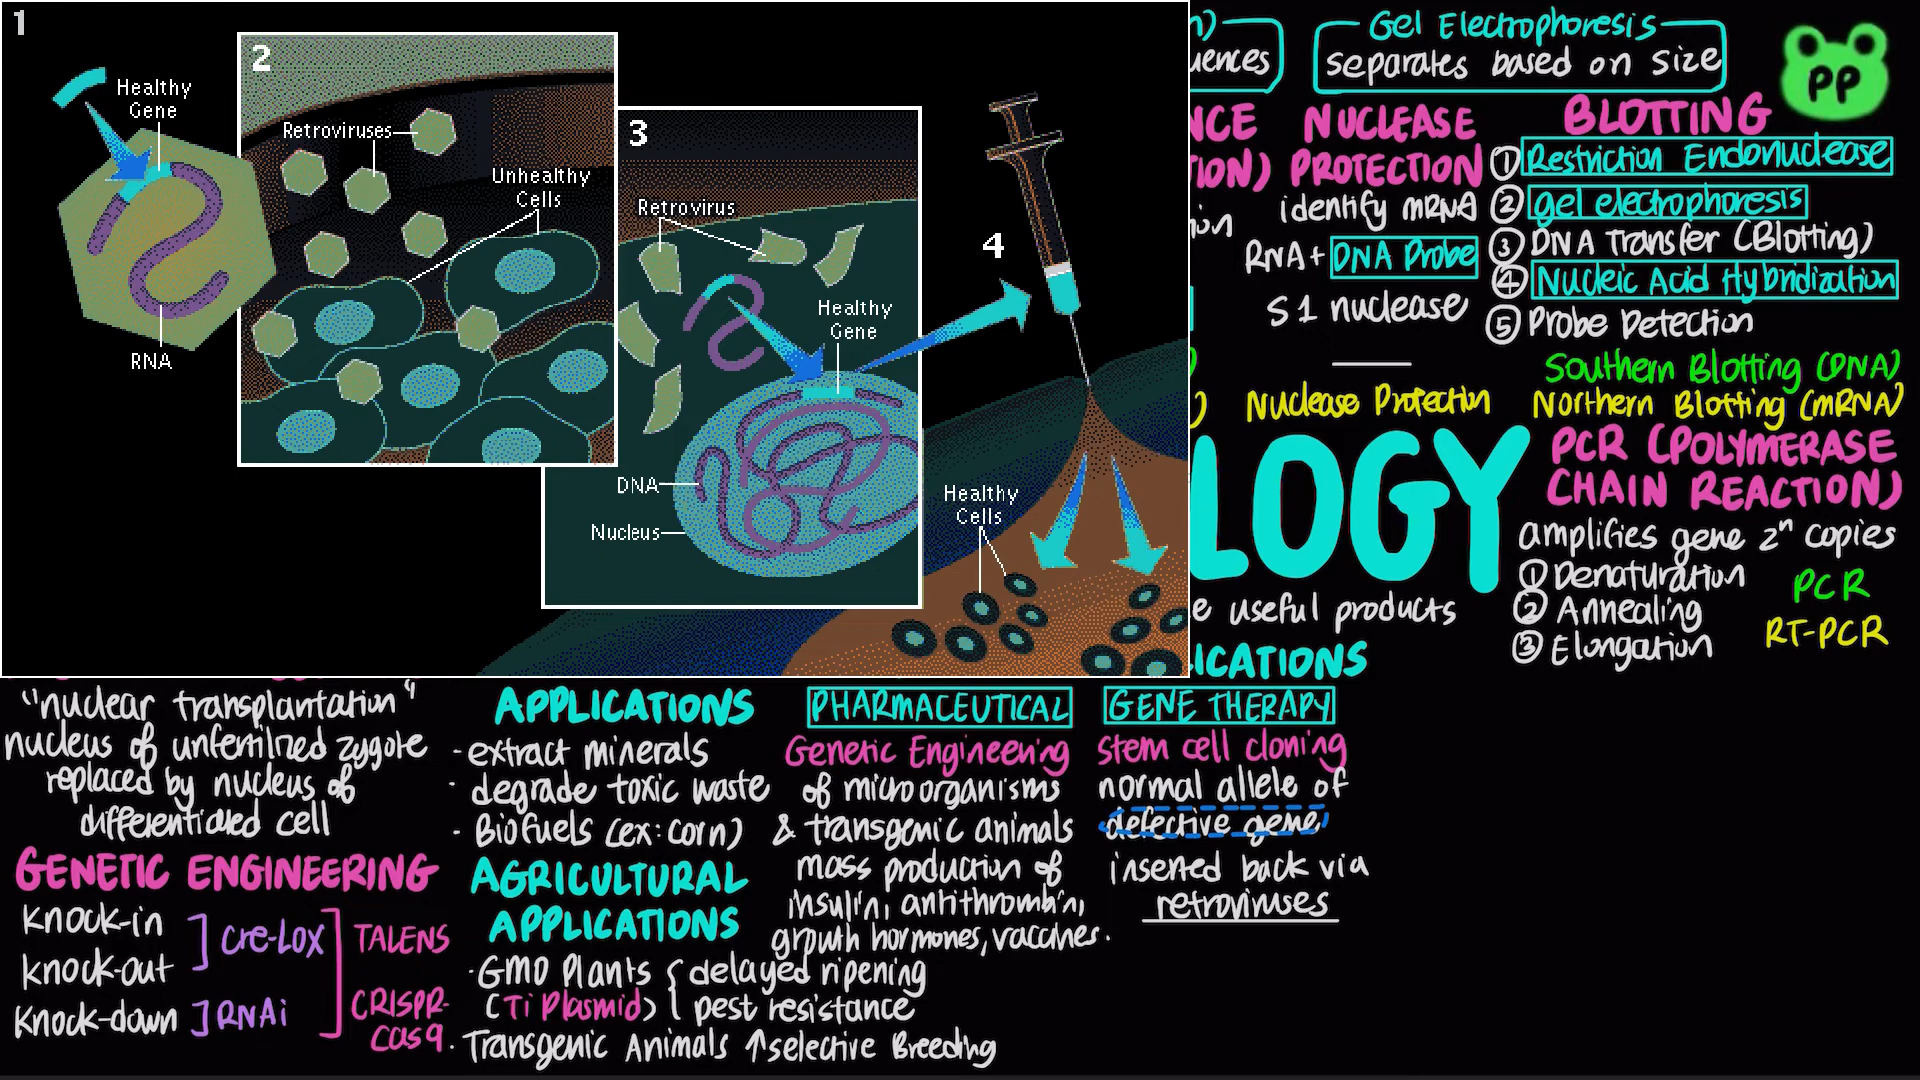 1
Healthy
Gene
RNA
2
Retroviruses
Unhealthy
Cells
3
Retrovirus
Healthy
Gene
DNA
Nucleus
4
Healthy
Cells
uences
Gel Electrophoresis
separates based on size
PP
NCE
ION)
NUCLEASE
PROTECTION
identify mRNA
RNA + DNA Probe
S1 nuclease
Nuclease Protection
BLOTTING
① Restriction Endonuclease
② gel electrophoresis
③ DNA Transfer (Blotting)
④ Nucleic Acid Hybridization
⑤ Probe Detection
Southern Blotting (DNA)
Northern Blotting (mRNA)
PCR (POLYMERASE
CHAIN REACTION)
amplifies gene 2ⁿ copies
① Denaturation
② Annealing
③ Elongation
PCR
RT-PCR
LOGY
e useful products
ICATIONS
"nuclear transplantation"
nucleus of unfertilized zygote
replaced by nucleus of
differentiated cell
GENETIC ENGINEERING
knock-in
knock-out
knock-down
Cre-Lox
RNAi
TALENS
CRISPR-
cas9
APPLICATIONS
- extract minerals
- degrade toxic waste
- Biofuels (ex: corn)
AGRICULTURAL
APPLICATIONS
- GMO Plants { delayed ripening
(Ti Plasmid) { pest resistance
- Transgenic Animals ↑selective Breeding
PHARMACEUTICAL
Genetic Engineering
of microorganisms
& transgenic animals
mass production of
insulin, antithrombin,
growth hormones, vaccines.
GENE THERAPY
stem cell cloning
normal allele of
defective gene
inserted back via
retroviruses